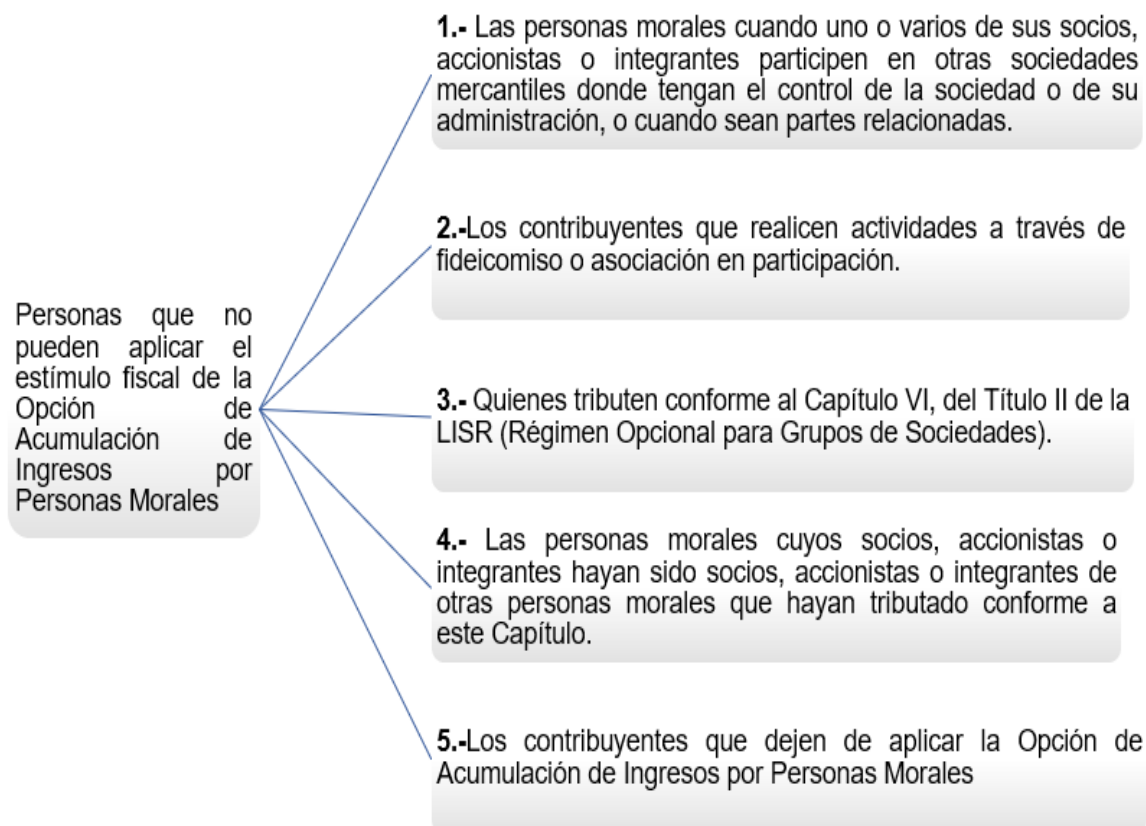 Personas que no
pueden aplicar el
estímulo fiscal de la
Opción de
Acumulación de
Ingresos por
Personas Morales
1.- Las personas morales cuando uno o varios de sus socios,
accionistas o integrantes participen en otras sociedades
mercantiles donde tengan el control de la sociedad o de su
administración, o cuando sean partes relacionadas.
2.-Los contribuyentes que realicen actividades a través de
fideicomiso o asociación en participación.
3.- Quienes tributen conforme al Capítulo VI, del Título II de la
LISR (Régimen Opcional para Grupos de Sociedades).
4.- Las personas morales cuyos socios, accionistas o
integrantes hayan sido socios, accionistas o integrantes de
otras personas morales que hayan tributado conforme a
este Capítulo.
5.-Los contribuyentes que dejen de aplicar la Opción de
Acumulación de Ingresos por Personas Morales